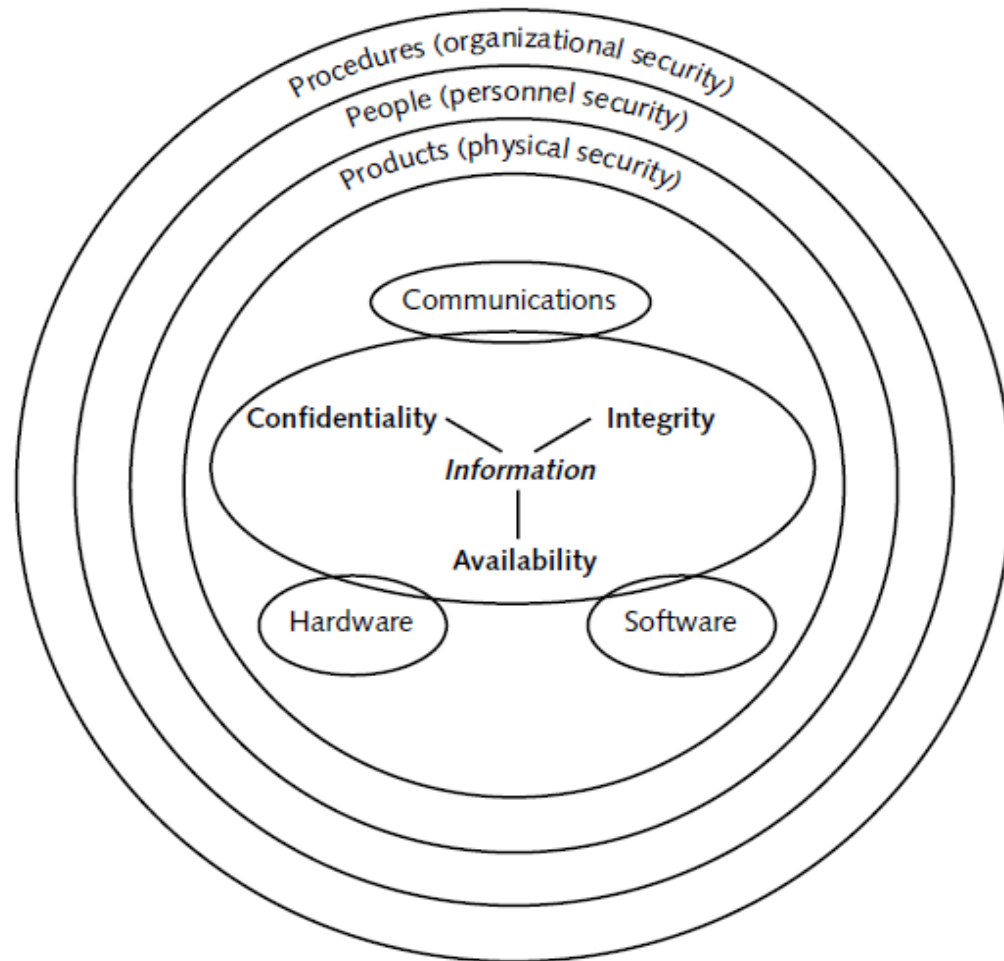 Procedures (organizational security)
People (personnel security)
Products (physical security)
Communications
Confidentiality
Integrity
Information
Availability
Hardware
Software